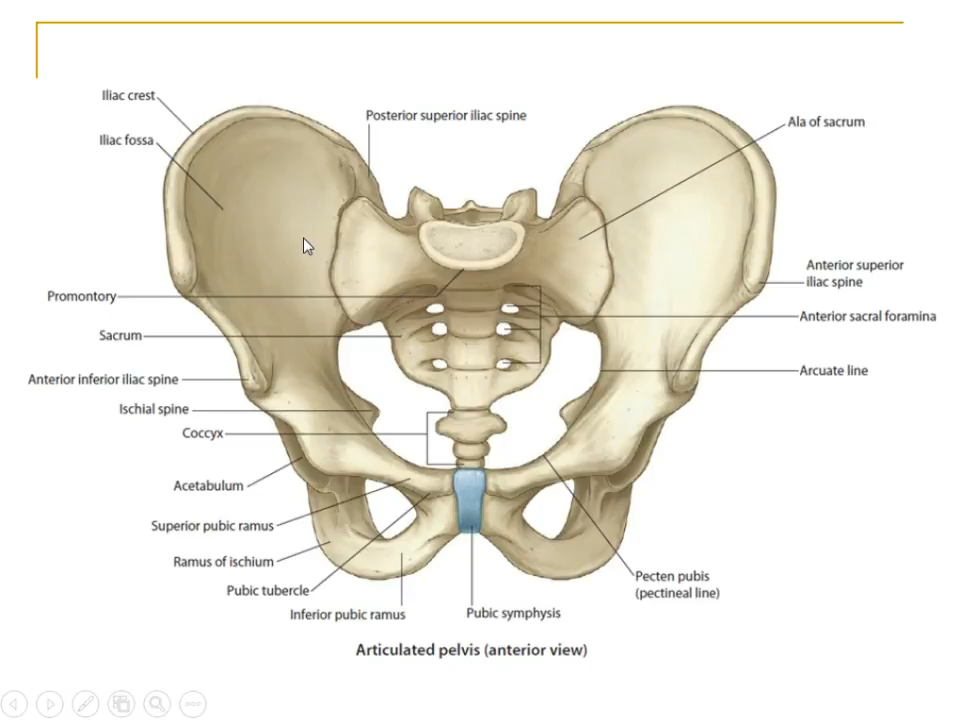 Iliac crest
Posterior superior iliac spine
Ala of sacrum
Iliac fossa
Anterior superior
iliac spine
Promontory
Anterior sacral foramina
Sacrum
Arcuate line
Anterior inferior iliac spine
Ischial spine
Coccyx
Acetabulum
Superior pubic ramus
Ramus of ischium
Pecten pubis
(pectineal line)
Pubic tubercle
Inferior pubic ramus
Pubic symphysis
Articulated pelvis (anterior view)